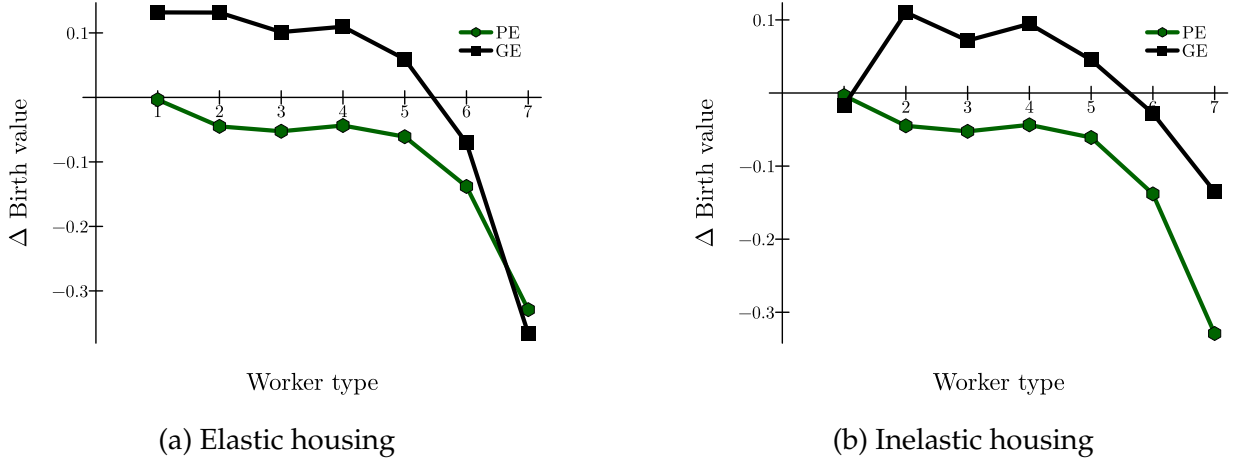 0.1
−0.1
−0.2
−0.3
Δ Birth value
1 2 3 4 5 6 7
PE
GE
Worker type
(a) Elastic housing
0.1
−0.1
−0.2
−0.3
Δ Birth value
2 3 4 5 6 7
PE
GE
Worker type
(b) Inelastic housing